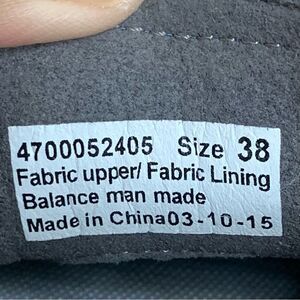 4700052405 Size 38
Fabric upper/ Fabric Lining
Balance man made
Made in China03-10-15